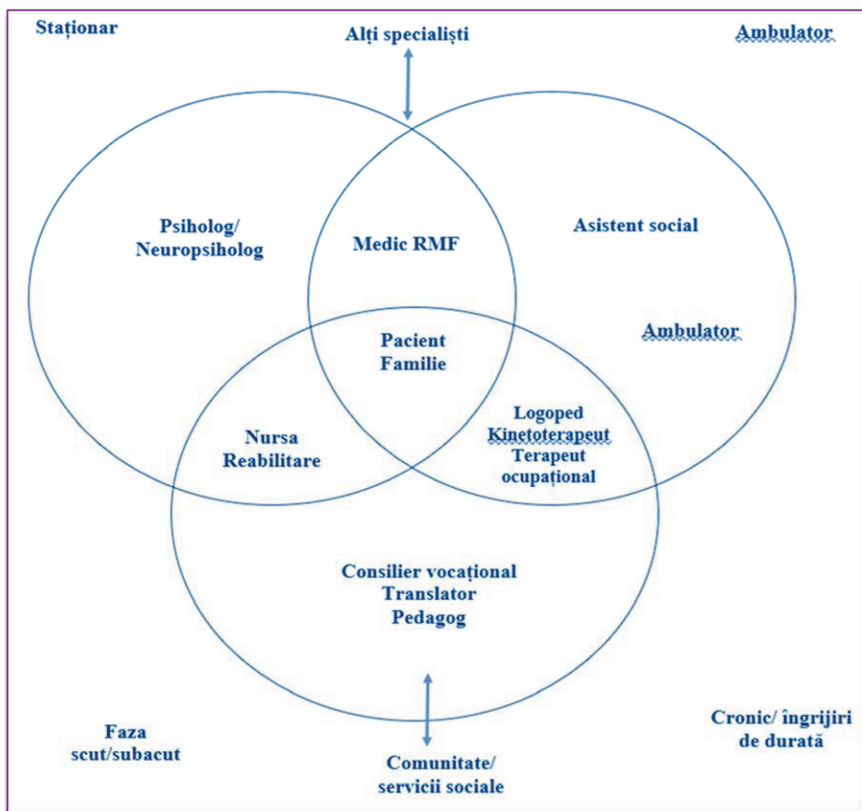 Staționar
Alți specialiști
Ambulator
Psiholog/
Neuropsiholog
Medic RMF
Asistent social
Ambulator
Pacient
Familie
Nursa
Reabilitare
Logoped
Kinetoterapeut
Terapeut
ocupațional
Consilier vocațional
Translator
Pedagog
Faza
scut/subacut
Comunitate/
servicii sociale
Cronic/ îngrijiri
de durată